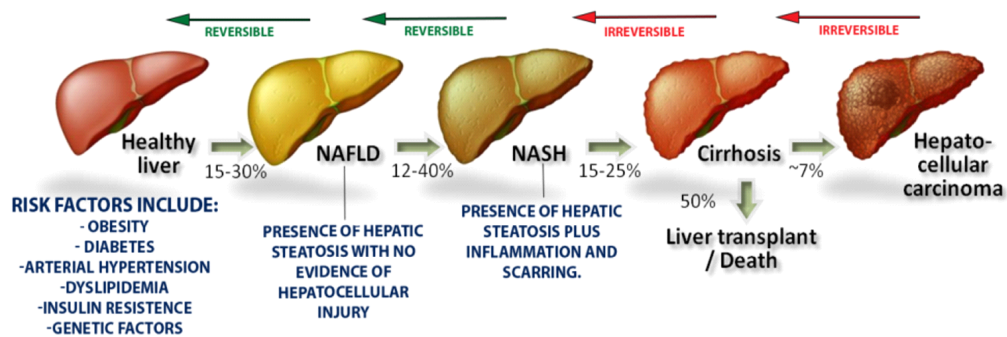 REVERSIBLE
REVERSIBLE
IRREVERSIBLE
IRREVERSIBLE
Healthy
liver
15-30%
NAFLD
12-40%
NASH
15-25%
Cirrhosis
~7%
Hepato-
cellular
carcinoma
50%
Liver transplant
/ Death
RISK FACTORS INCLUDE:
- OBESITY
- DIABETES
-ARTERIAL HYPERTENSION
-DYSLIPIDEMIA
-INSULIN RESISTENCE
-GENETIC FACTORS
PRESENCE OF HEPATIC
STEATOSIS WITH NO
EVIDENCE OF
HEPATOCELLULAR
INJURY
PRESENCE OF HEPATIC
STEATOSIS PLUS
INFLAMMATION AND
SCARRING.